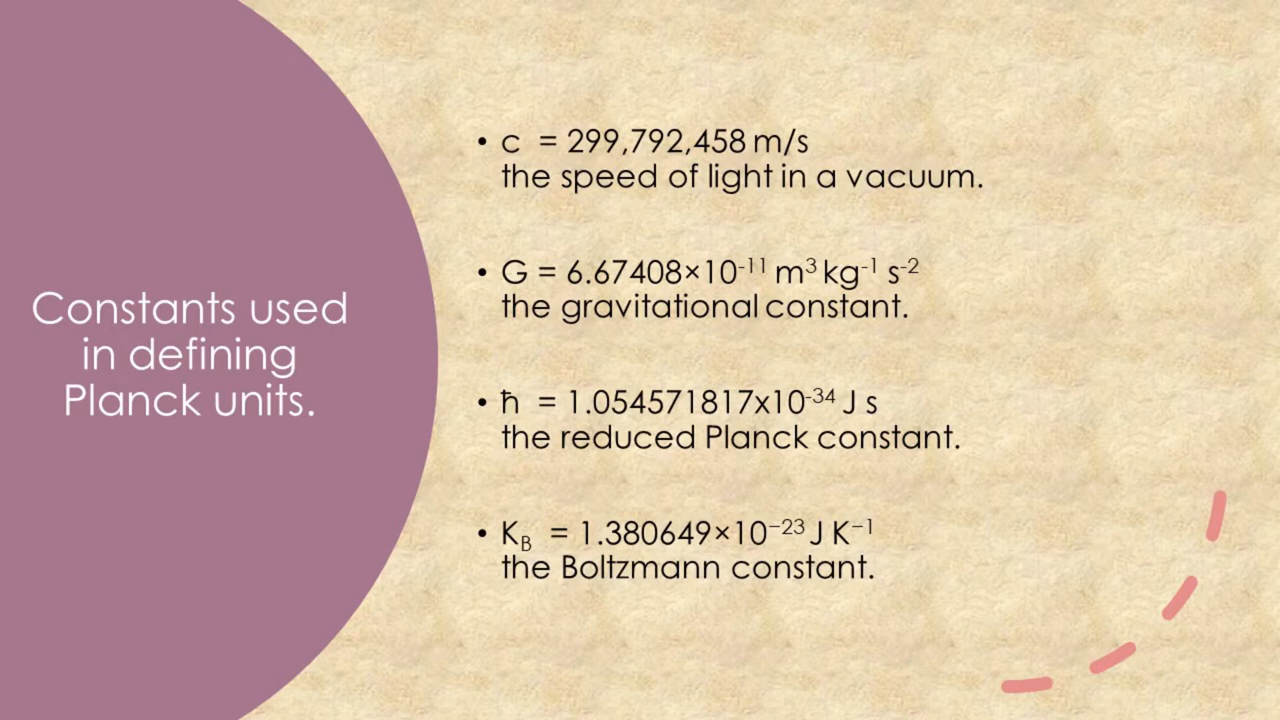 Constants used
in defining
Planck units.
• c = 299,792,458 m/s
the speed of light in a vacuum.
• G = 6.67408×10⁻¹¹ m³ kg⁻¹ s⁻²
the gravitational constant.
• ħ = 1.054571817x10⁻³⁴ J s
the reduced Planck constant.
• K_B = 1.380649×10⁻²³ J K⁻¹
the Boltzmann constant.